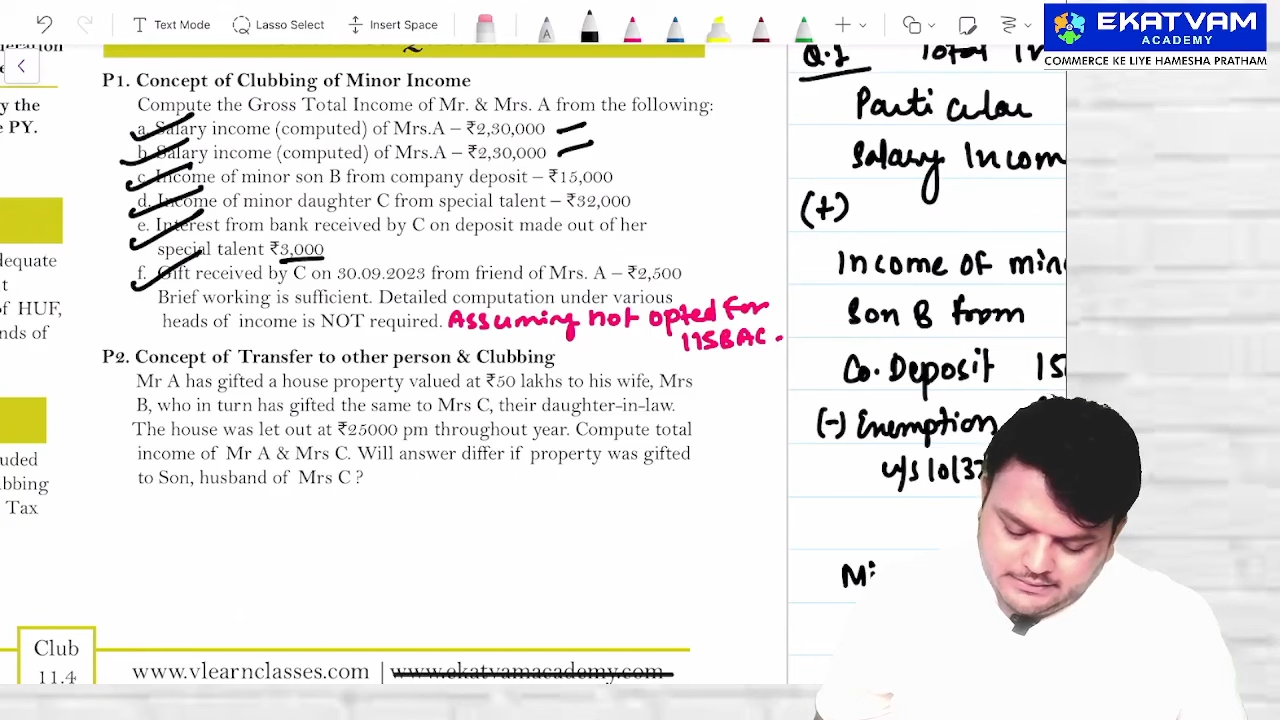 Text Mode
Lasso Select
Insert Space
EKATVAM
ACADEMY
COMMERCE KE LIYE HAMESHA PRATHAM
y the
e PY.
dequate
t
of HUF,
nds of
uded
bbing
Tax
Club
11.4
P1. Concept of Clubbing of Minor Income
Compute the Gross Total Income of Mr. & Mrs. A from the following:
a. Salary income (computed) of Mrs.A – ₹2,30,000
b. Salary income (computed) of Mrs.A – ₹2,30,000
c. Income of minor son B from company deposit – ₹15,000
d. Income of minor daughter C from special talent – ₹32,000
e. Interest from bank received by C on deposit made out of her
special talent ₹3,000
f. Gift received by C on 30.09.2023 from friend of Mrs. A – ₹2,500
Brief working is sufficient. Detailed computation under various
heads of income is NOT required. Assuming not opted for
115BAC.
P2. Concept of Transfer to other person & Clubbing
Mr A has gifted a house property valued at ₹50 lakhs to his wife, Mrs
B, who in turn has gifted the same to Mrs C, their daughter-in-law.
The house was let out at ₹25000 pm throughout year. Compute total
income of Mr A & Mrs C. Will answer differ if property was gifted
to Son, husband of Mrs C ?
www.vlearnclasses.com | www.ekatvamacademy.com
Q.1 Total In
Particular
Salary Incom
(+)
Income of min
Son B from
Co. Deposit 15
(-) Exemption
u/s 10(32
Mi